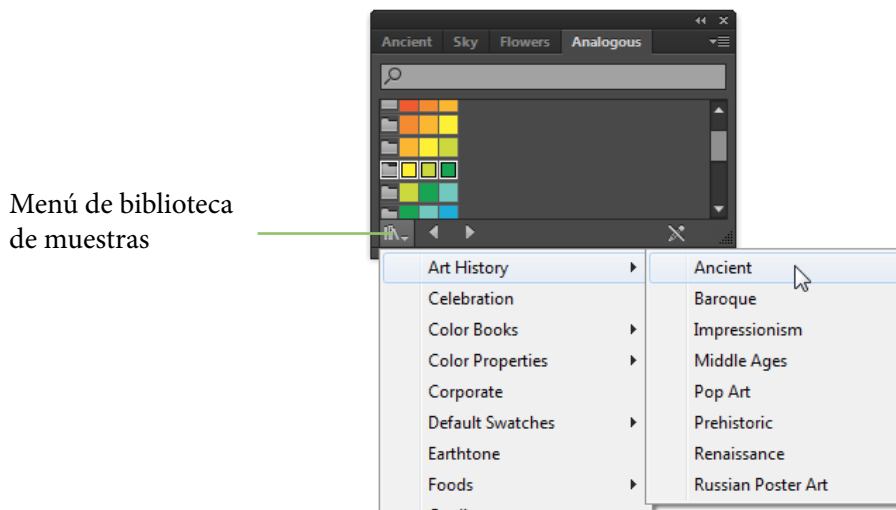 Ancient Sky Flowers Analogous
Menú de biblioteca
de muestras
Art History
Celebration
Color Books
Color Properties
Corporate
Default Swatches
Earthtone
Foods
Ancient
Baroque
Impressionism
Middle Ages
Pop Art
Prehistoric
Renaissance
Russian Poster Art